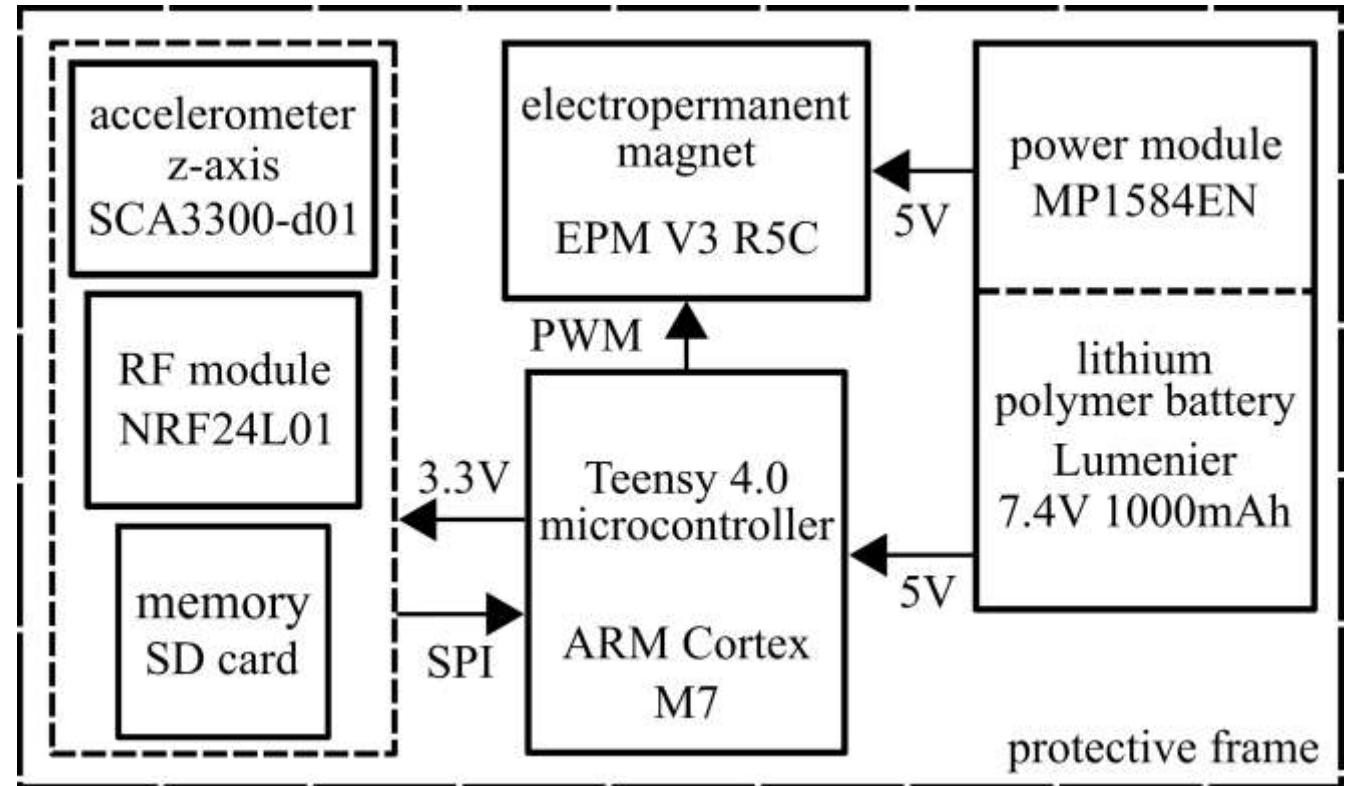 accelerometer
z-axis
SCA3300-d01
RF module
NRF24L01
memory
SD card
3.3V
SPI
electropermanent
magnet
EPM V3 R5C
PWM
Teensy 4.0
microcontroller
ARM Cortex
M7
5V
5V
power module
MP1584EN
lithium
polymer battery
Lumenier
7.4V 1000mAh
protective frame